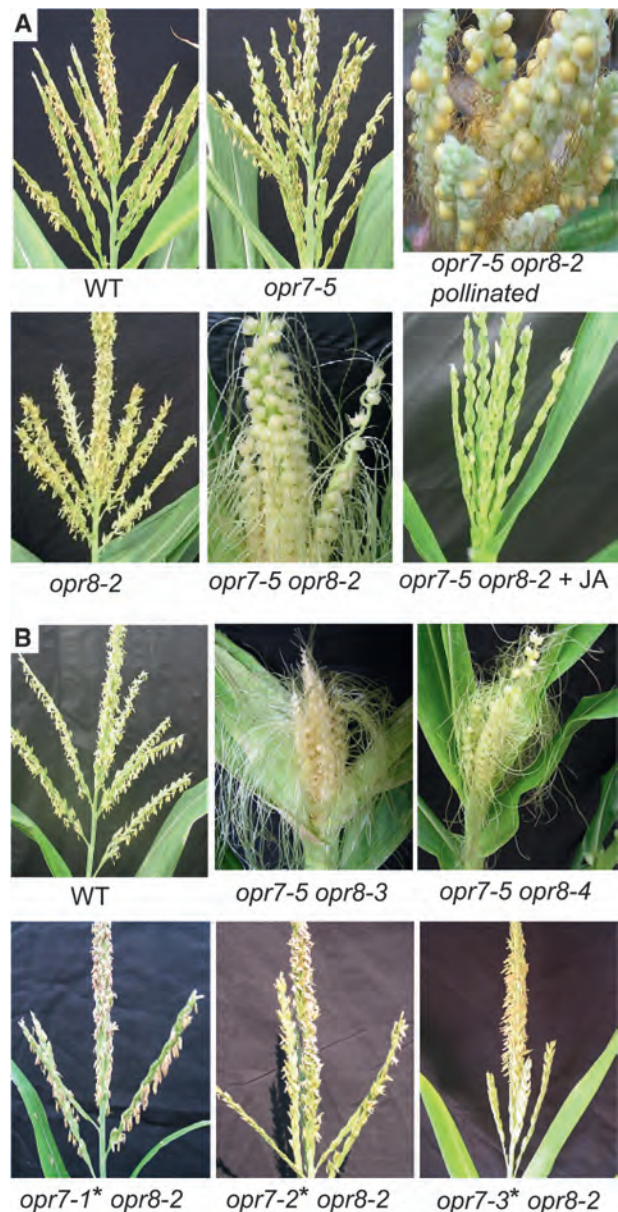 A
WT
opr7-5
opr7-5 opr8-2
pollinated
opr8-2
opr7-5 opr8-2
opr7-5 opr8-2 + JA
B
WT
opr7-5 opr8-3
opr7-5 opr8-4
opr7-1* opr8-2
opr7-2* opr8-2
opr7-3* opr8-2